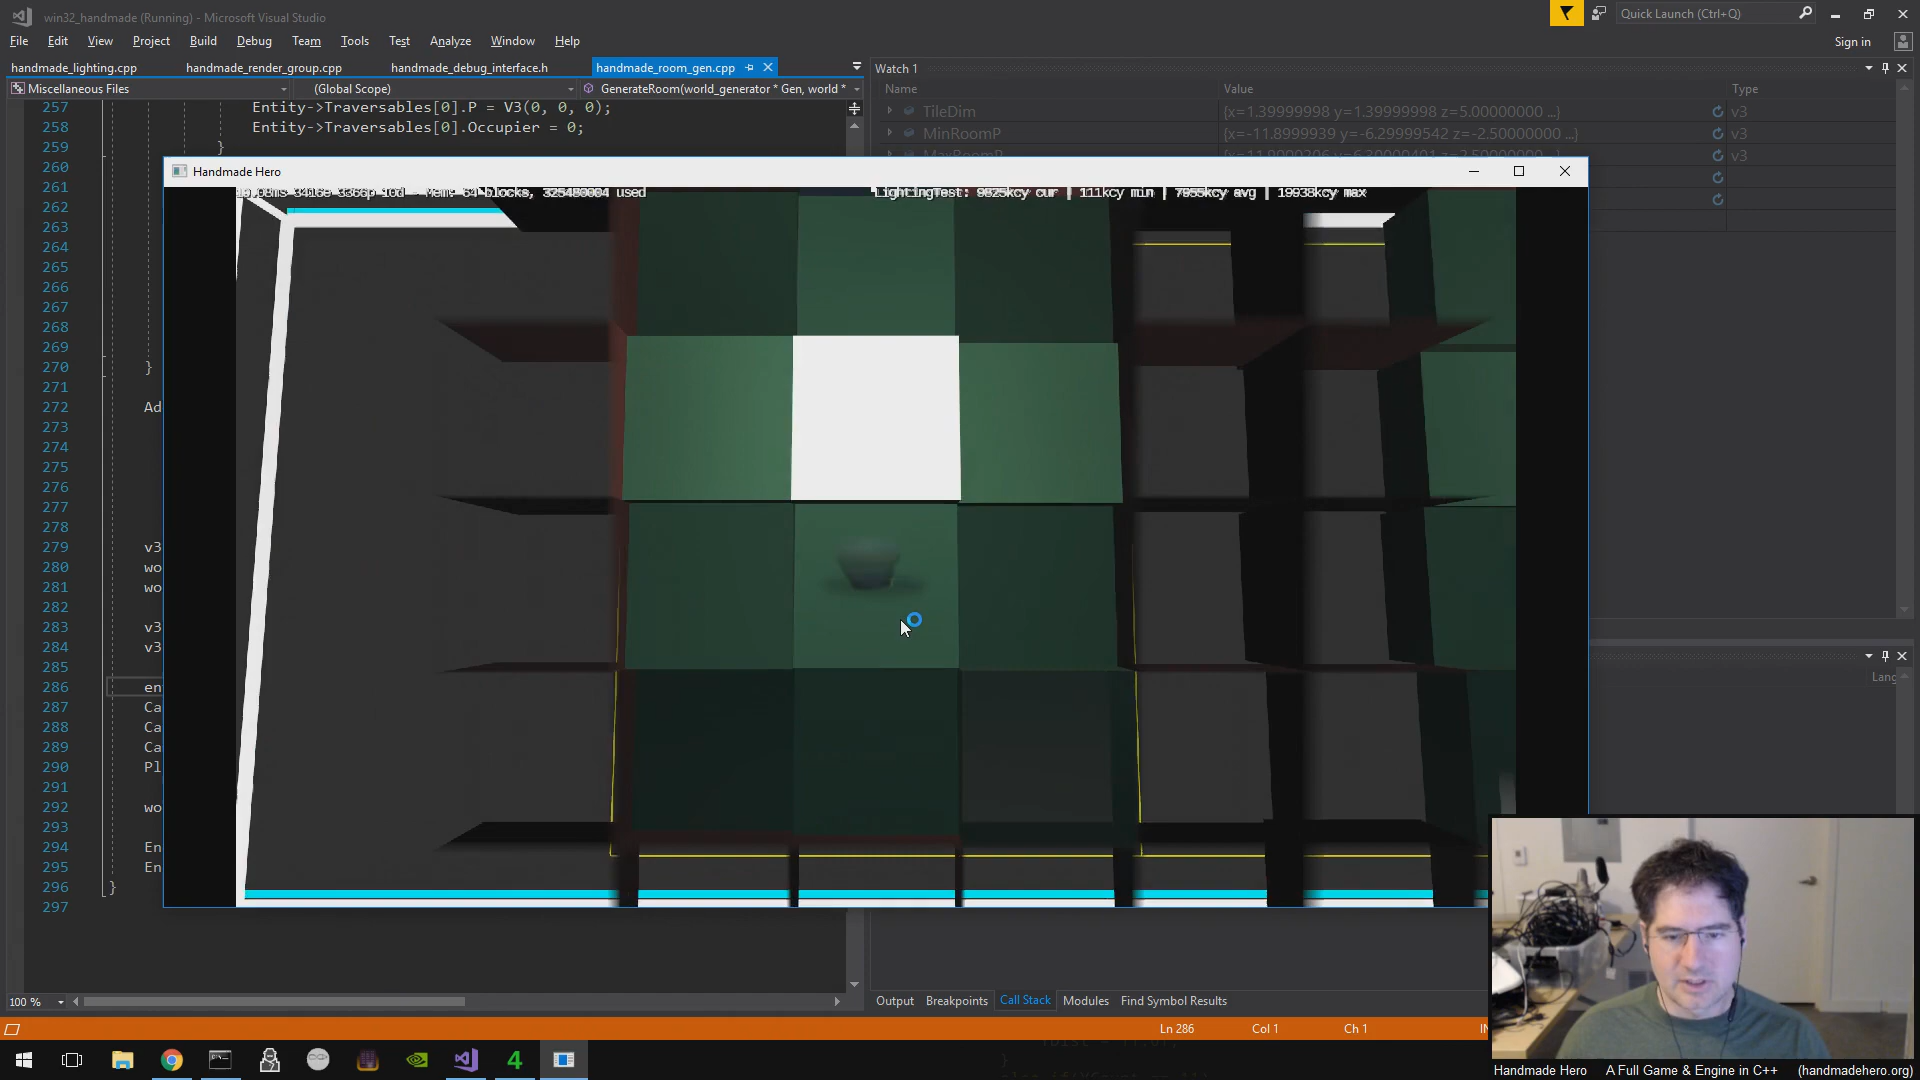 win32_handmade (Running) - Microsoft Visual Studio
Quick Launch (Ctrl+Q)
File Edit View Project Build Debug Team Tools Test Analyze Window Help
Sign in
handmade_lighting.cpp handmade_render_group.cpp handmade_debug_interface.h handmade_room_gen.cpp
Watch 1
Miscellaneous Files (Global Scope) GenerateRoom(world_generator * Gen, world *
Name Value Type
257 Entity->Traversables[0].P = V3(0, 0, 0);
TileDim {x=1.39999998 y=1.39999998 z=5.00000000 ...} v3
258 Entity->Traversables[0].Occupier = 0;
MinRoomP {x=-11.8999939 y=-6.29999542 z=-2.50000000 ...} v3
259 }
v3
260
Handmade Hero
261
64 blocks, 325480004 used
LightingTest: 9825kcy cur | 111kcy min | 7955kcy avg | 19938kcy max
262
263
264
265
266
267
268
269
270 }
271
272 Ad
273
274
275
276
277
278
279 v3
280 wo
281 wo
282
283 v3
284 v3
285
286 en
287 Ca
288 Ca
289 Ca
290 Pl
291
292 wo
293
294 En
295 En
296 }
297
Lang
100 %
Output Breakpoints Call Stack Modules Find Symbol Results
Ln 286 Col 1 Ch 1
4
Handmade Hero A Full Game & Engine in C++ (handmadehero.org)